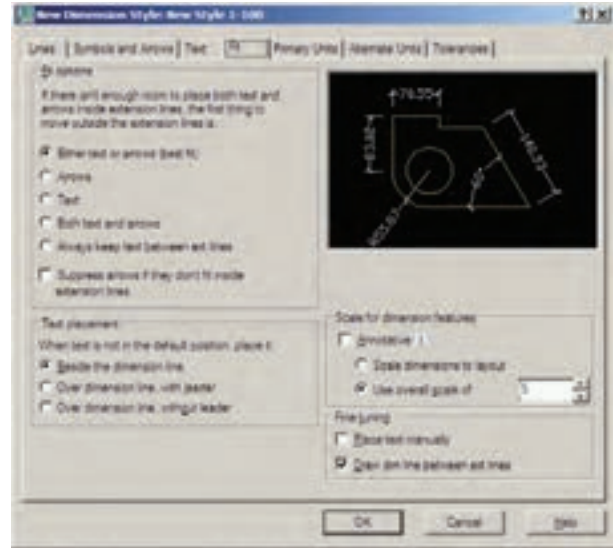 New Dimension Style: New Style 1-100
Lines
Symbols and Arrows
Text
Fit
Primary Units
Alternate Units
Tolerances
Fit options
If there isn't enough room to place both text and
arrows inside extension lines, the first thing to
move outside the extension lines is:
Either text or arrows (best fit)
Arrows
Text
Both text and arrows
Always keep text between ext lines
Suppress arrows if they don't fit inside
extension lines
Text placement
When text is not in the default position, place it:
Beside the dimension line
Over dimension line, with leader
Over dimension line, without leader
Scale for dimension features
Annotative
Scale dimensions to layout
Use overall scale of:
Fine tuning
Place text manually
Draw dim line between ext lines
OK
Cancel
Help